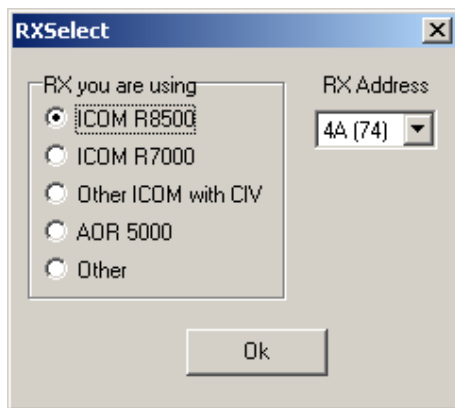 RXSelect
RX you are using
ICOM R8500
ICOM R7000
Other ICOM with CIV
AOR 5000
Other
RX Address
4A (74)
Ok